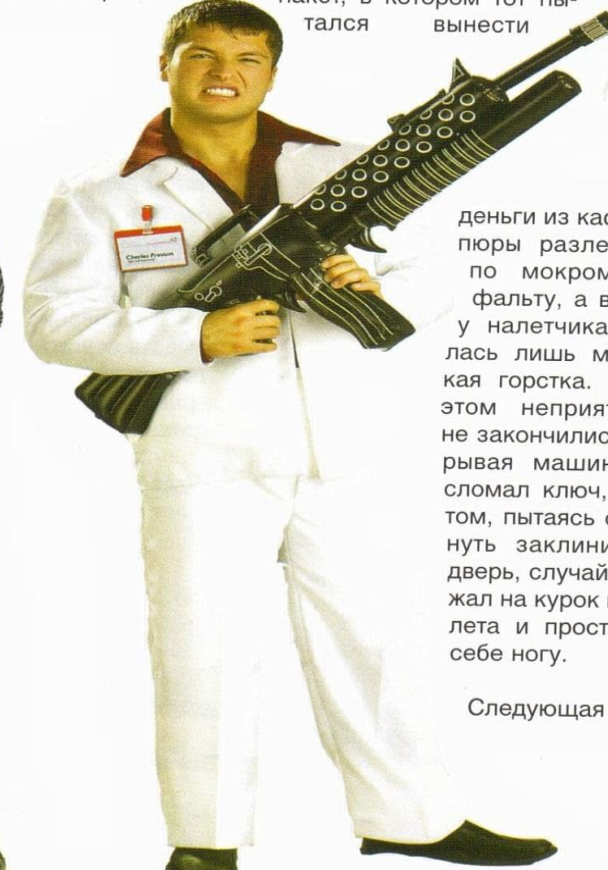 пакет, в котором тот пы-
тался вынести
деньги из кас
пюры разле
по мокром
фальту, а в
у налетчика
лась лишь м
кая горстка.
этом неприят
не закончилис
рывая машин
сломал ключ,
том, пытаясь
нуть заклини
дверь, случай
жал на курок
лета и прост
себе ногу.
Следующая
Charles Preston